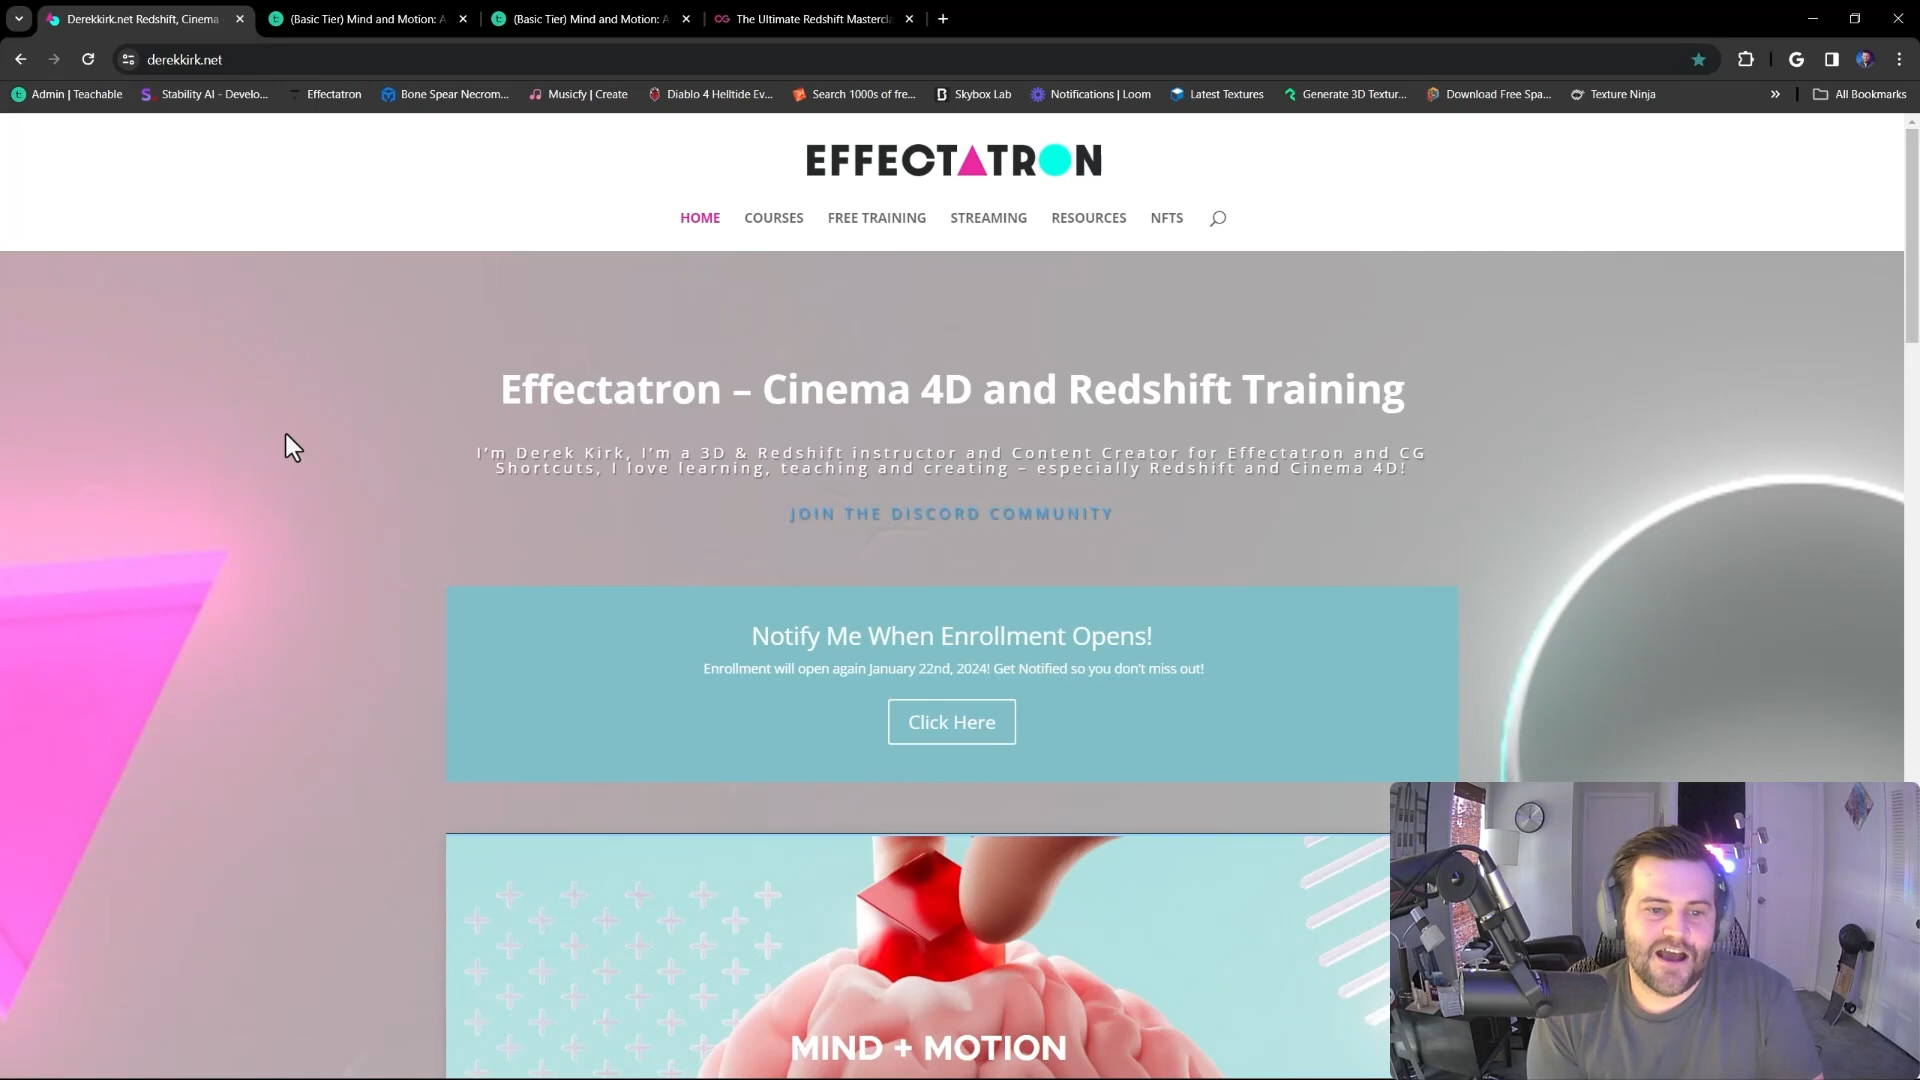 Derekkirk.net Redshift, Cinema
(Basic Tier) Mind and Motion: A
(Basic Tier) Mind and Motion: A
The Ultimate Redshift Mastercla
derekkirk.net
Admin | Teachable
Stability AI - Develo...
Effectatron
Bone Spear Necrom...
Musicfy | Create
Diablo 4 Helltide Ev...
Search 1000s of fre...
Skybox Lab
Notifications | Loom
Latest Textures
Generate 3D Textur...
Download Free Spa...
Texture Ninja
All Bookmarks
EFFECTATRON
HOME COURSES FREE TRAINING STREAMING RESOURCES NFTS
Effectatron – Cinema 4D and Redshift Training
I'm Derek Kirk, I'm a 3D & Redshift instructor and Content Creator for Effectatron and CG
Shortcuts, I love learning, teaching and creating – especially Redshift and Cinema 4D!
JOIN THE DISCORD COMMUNITY
Notify Me When Enrollment Opens!
Enrollment will open again January 22nd, 2024! Get Notified so you don't miss out!
Click Here
MIND + MOTION